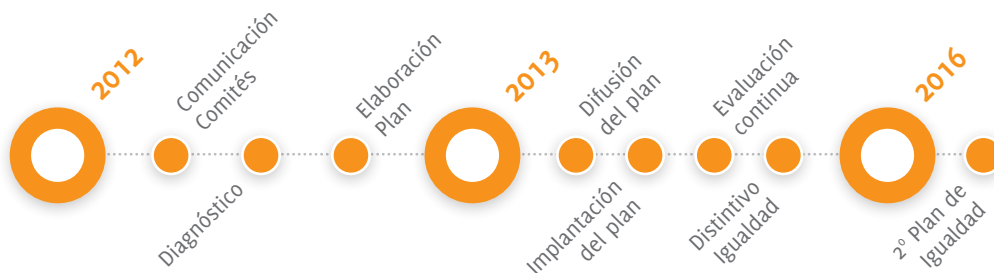 2012
Comunicación
Comités
Diagnóstico
Elaboración
Plan
2013
Difusión
del plan
Implantación
del plan
Evaluación
continua
Distintivo
Igualdad
2016
2º Plan de
Igualdad